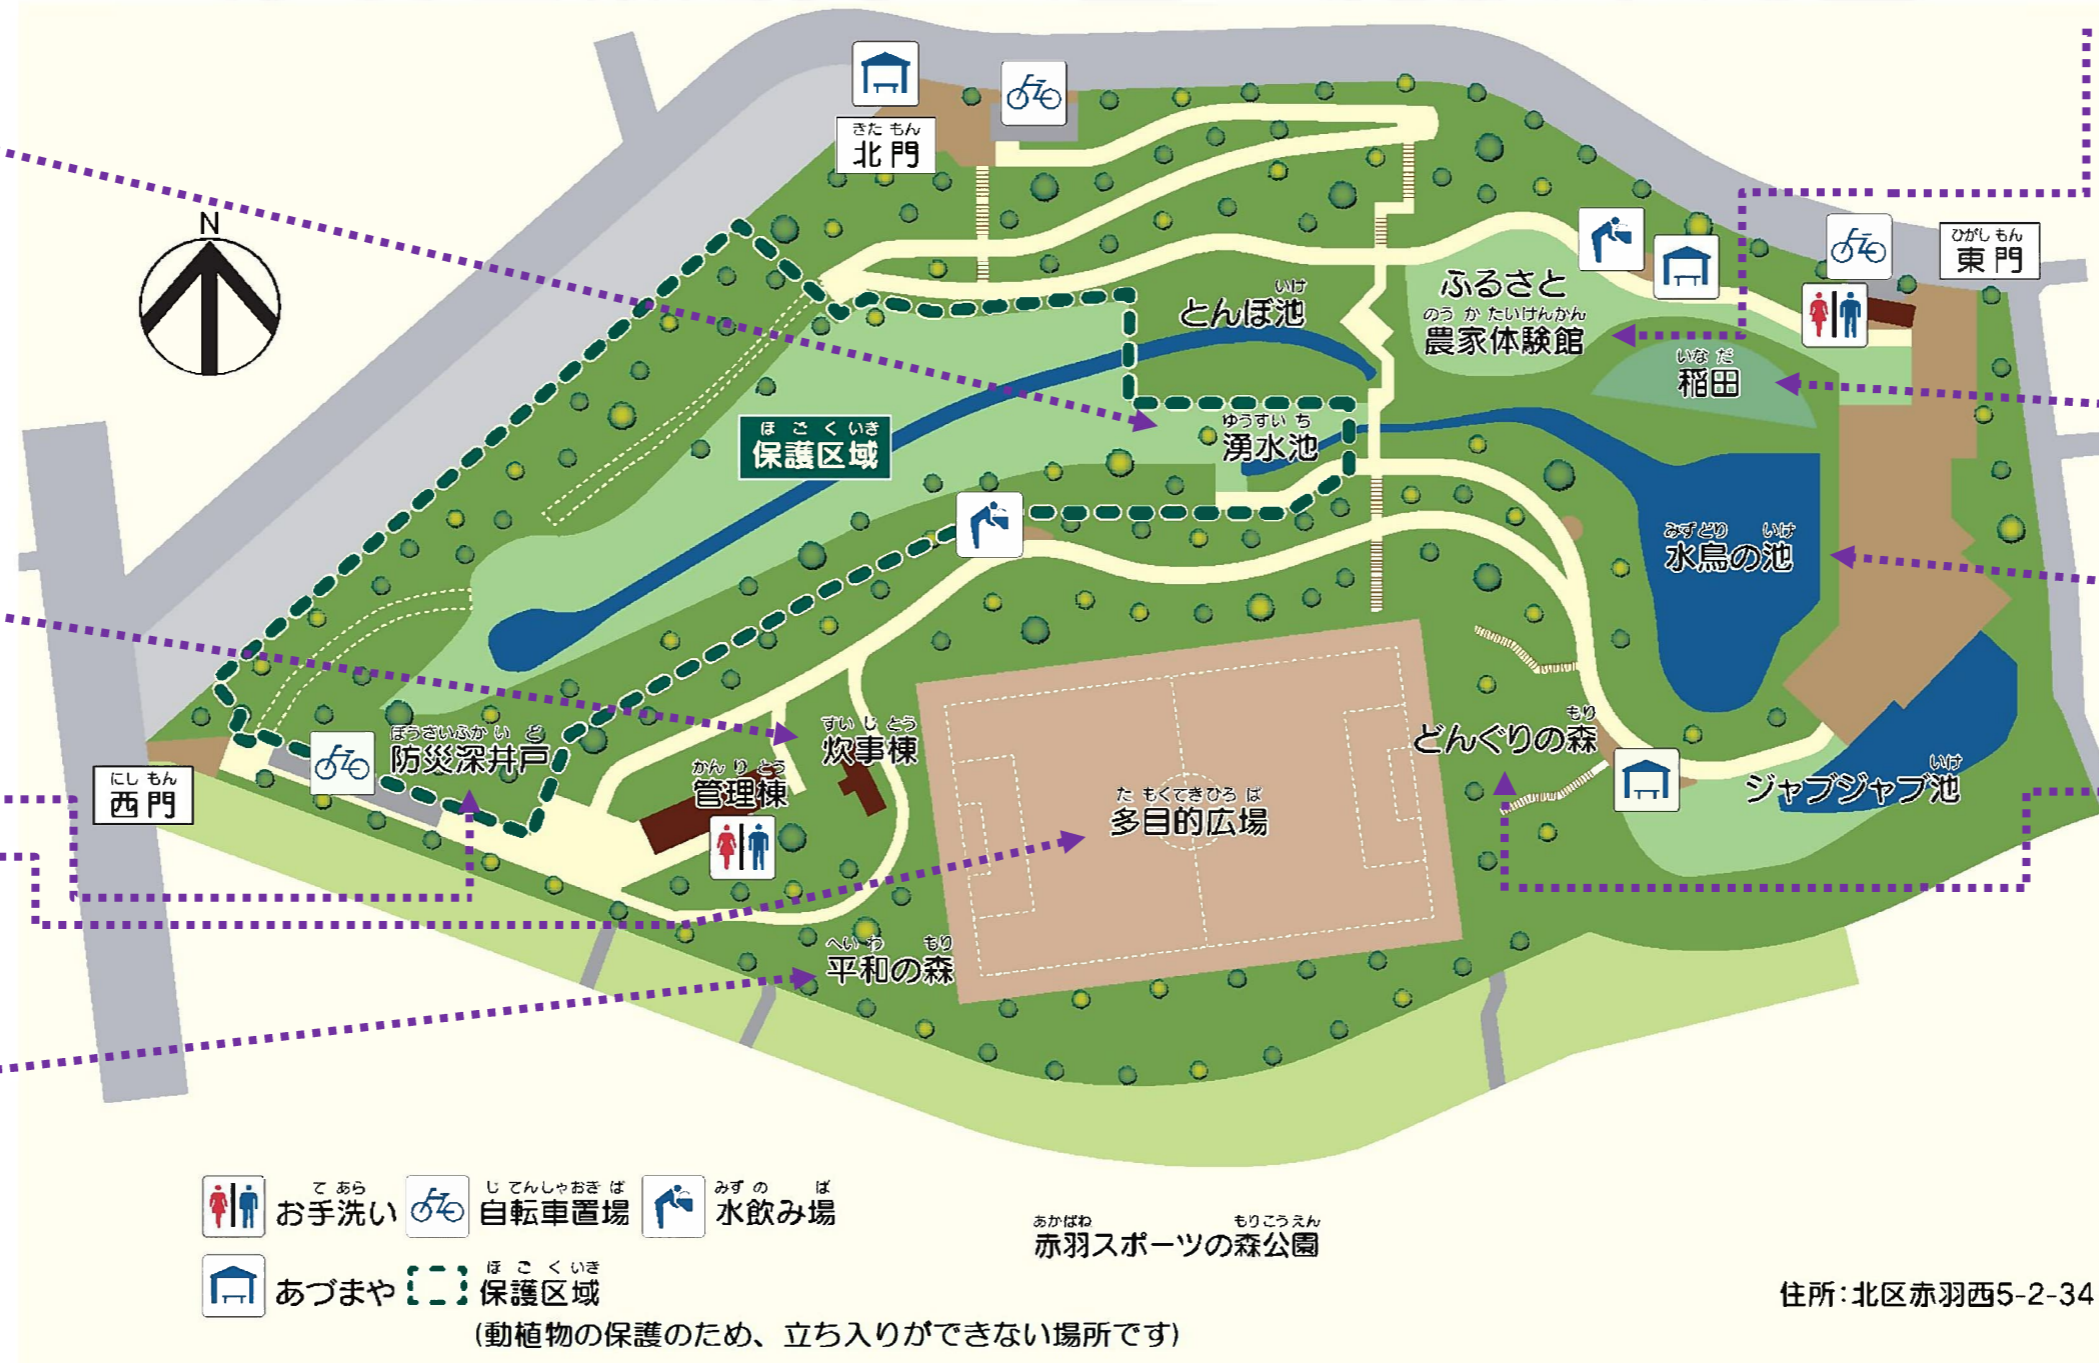 きた もん
北門
N
ひがし もん
東門
いけ
とんぼ池
ふるさと
のう か たいけんかん
農家体験館
いな だ
稲田
ほ ご く いき
保護区域
ゆうすい ち
湧水池
みずどり いけ
水鳥の池
ぼうさいふか い ど
防災深井戸
すい じ とう
炊事棟
かん り とう
管理棟
もり
どんぐりの森
にし もん
西門
いけ
ジャブジャブ池
た もくてきひろ ば
多目的広場
へい わ もり
平和の森
て あら
お手洗い
じ てんしゃおき ば
自転車置場
みず の ば
水飲み場
あかばね もりこうえん
赤羽スポーツの森公園
あづまや
ほ ご く いき
保護区域
(動植物の保護のため、立ち入りができない場所です)
住所：北区赤羽西5-2-34